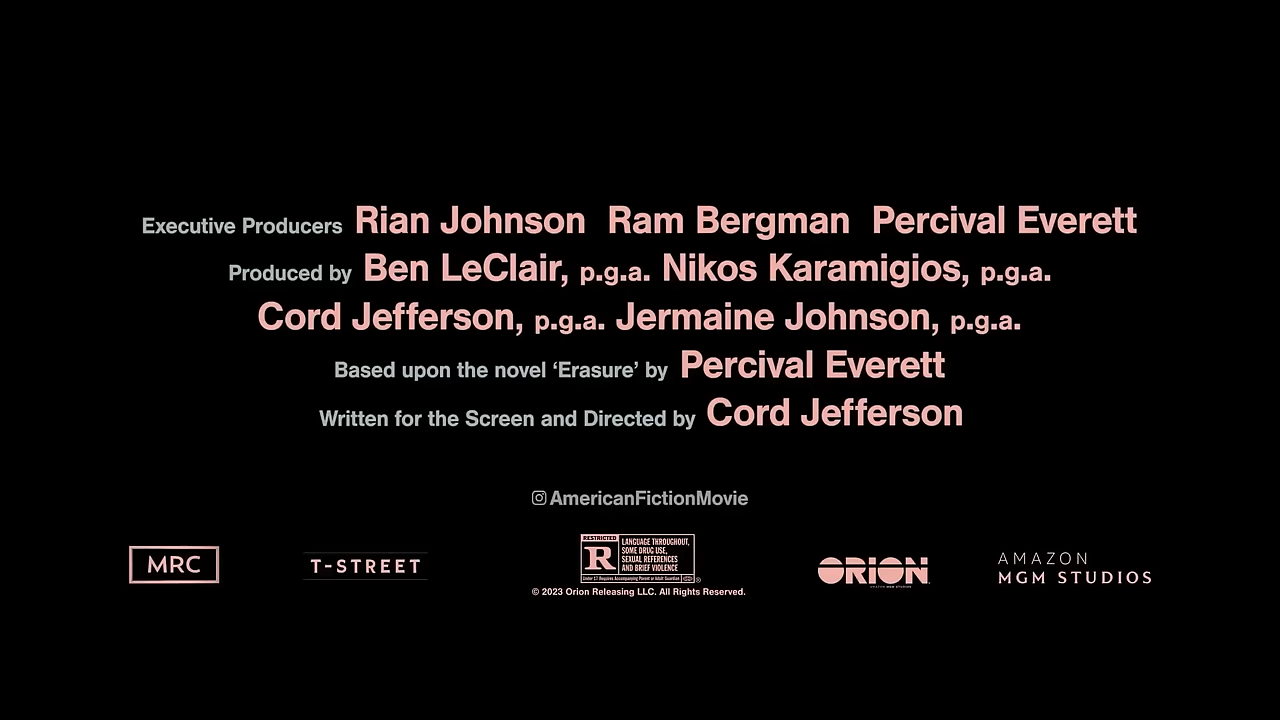 Executive Producers Rian Johnson Ram Bergman Percival Everett
Produced by Ben LeClair, p.g.a. Nikos Karamigios, p.g.a.
Cord Jefferson, p.g.a. Jermaine Johnson, p.g.a.
Based upon the novel ‘Erasure’ by Percival Everett
Written for the Screen and Directed by Cord Jefferson
AmericanFictionMovie
MRC
T-STREET
RESTRICTED
R
LANGUAGE THROUGHOUT,
SOME DRUG USE,
SEXUAL REFERENCES
AND BRIEF VIOLENCE
Under 17 Requires Accompanying Parent or Adult Guardian
®
© 2023 Orion Releasing LLC. All Rights Reserved.
ORION
AMAZON MGM STUDIOS
AMAZON
MGM STUDIOS